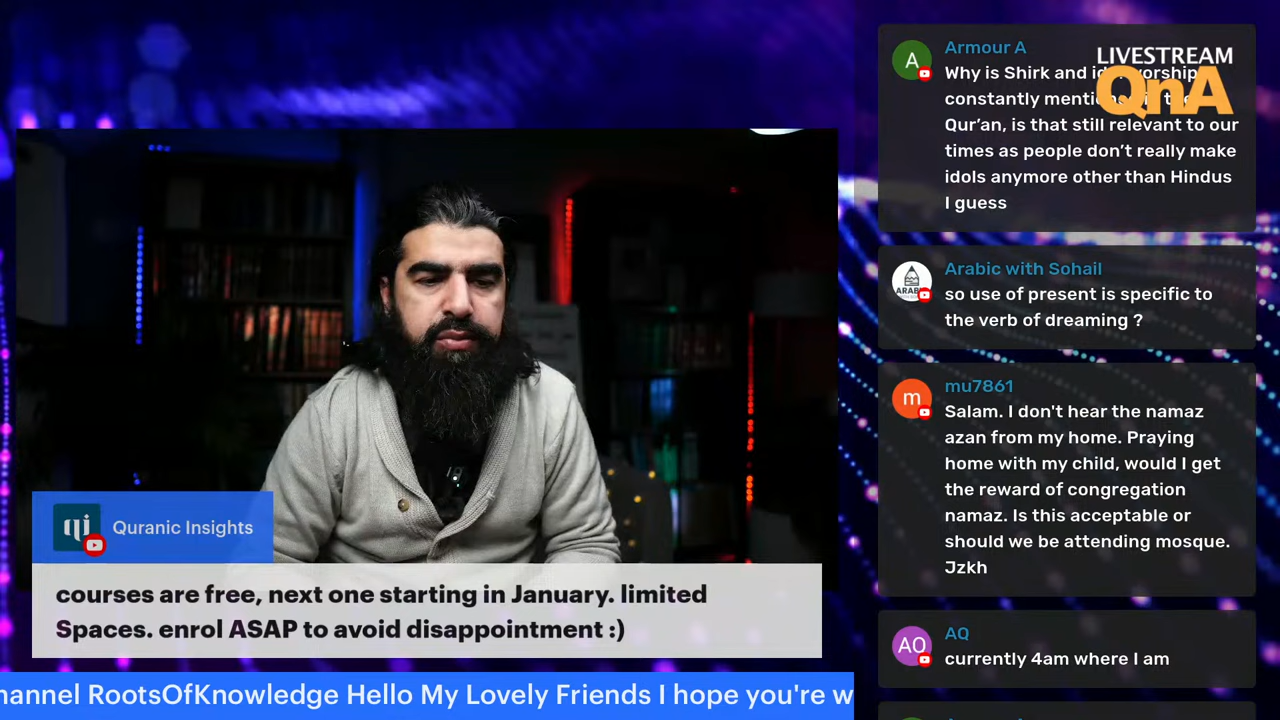 LIVESTREAM
QnA
Armour A
Why is Shirk and
constantly
Qur’an, is that still relevant to our
times as people don’t really make
idols anymore other than Hindus
I guess
Arabic with Sohail
so use of present is specific to
the verb of dreaming ?
mu7861
Salam. I don't hear the namaz
azan from my home. Praying
home with my child, would I get
the reward of congregation
namaz. Is this acceptable or
should we be attending mosque.
Jzkh
AQ
currently 4am where I am
Quranic Insights
courses are free, next one starting in January. limited
Spaces. enrol ASAP to avoid disappointment :)
RootsOfKnowledge Hello My Lovely Friends I hope you're